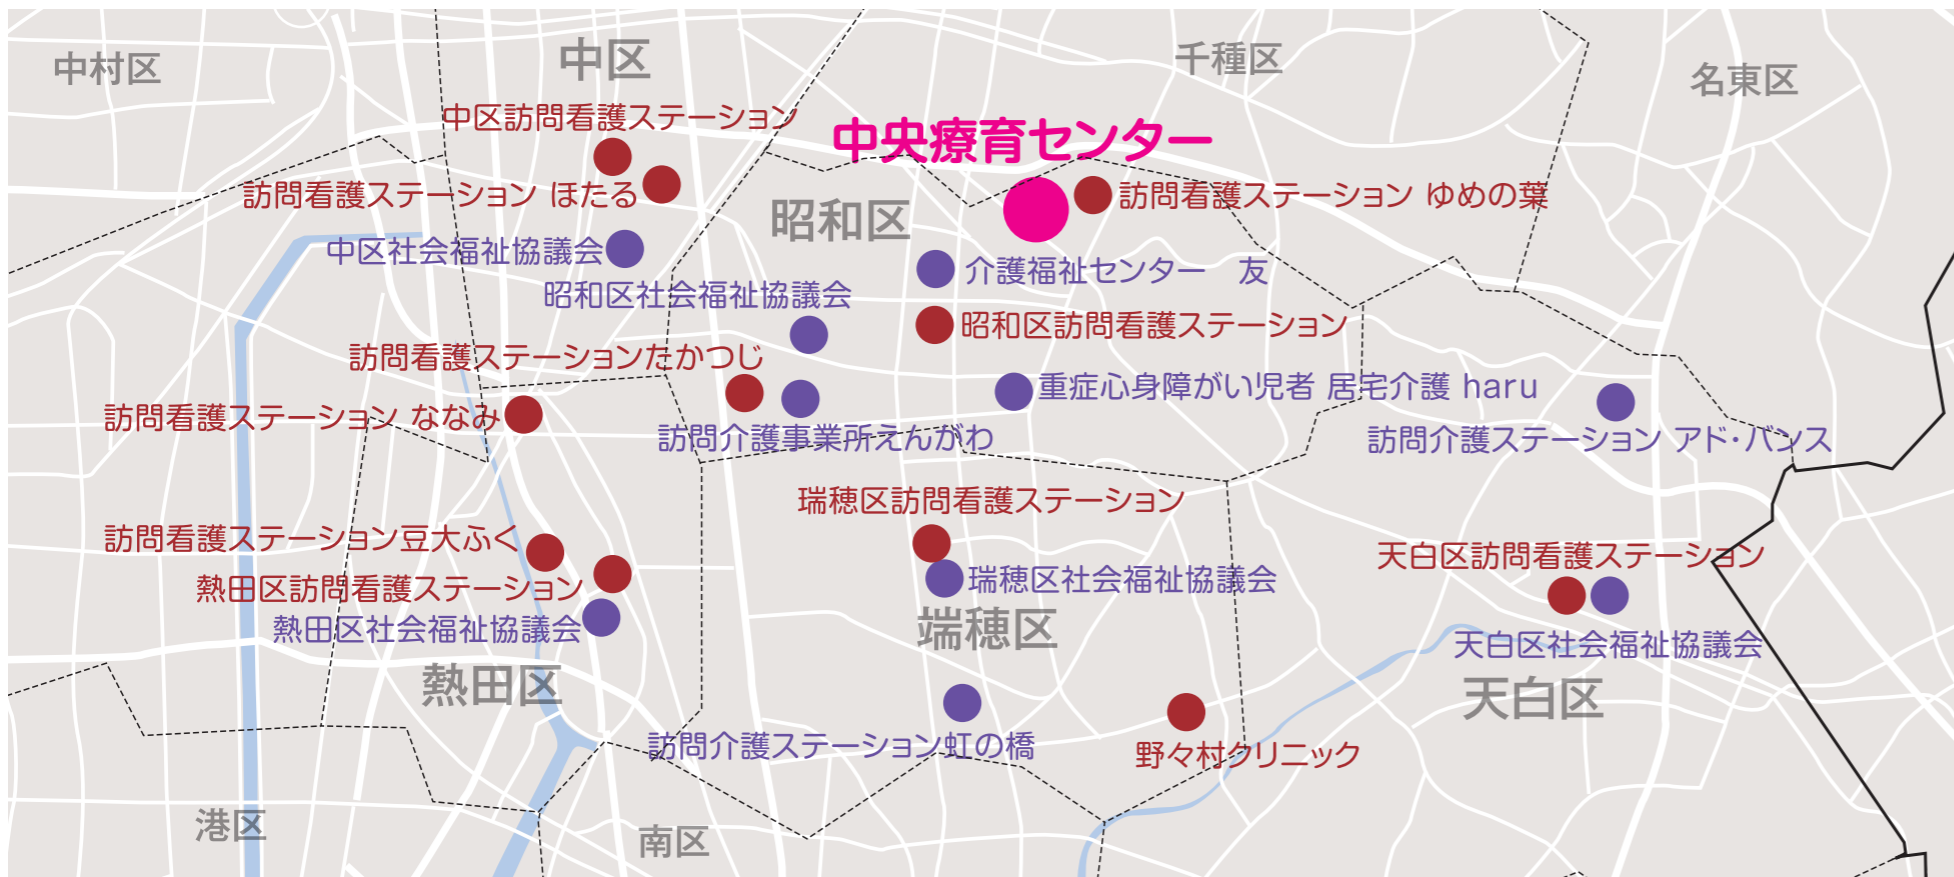 中村区
中区
千種区
名東区
中区訪問看護ステーション
中央療育センター
訪問看護ステーション ほたる
訪問看護ステーション ゆめの葉
昭和区
中区社会福祉協議会
介護福祉センター　友
昭和区社会福祉協議会
昭和区訪問看護ステーション
訪問看護ステーションたかつじ
重症心身障がい児者 居宅介護 haru
訪問看護ステーション ななみ
訪問介護事業所えんがわ
訪問介護ステーション アド・バンス
瑞穂区訪問看護ステーション
訪問看護ステーション豆大ふく
天白区訪問看護ステーション
熱田区訪問看護ステーション
瑞穂区社会福祉協議会
熱田区社会福祉協議会
端穂区
天白区社会福祉協議会
熱田区
天白区
訪問介護ステーション虹の橋
野々村クリニック
港区
南区